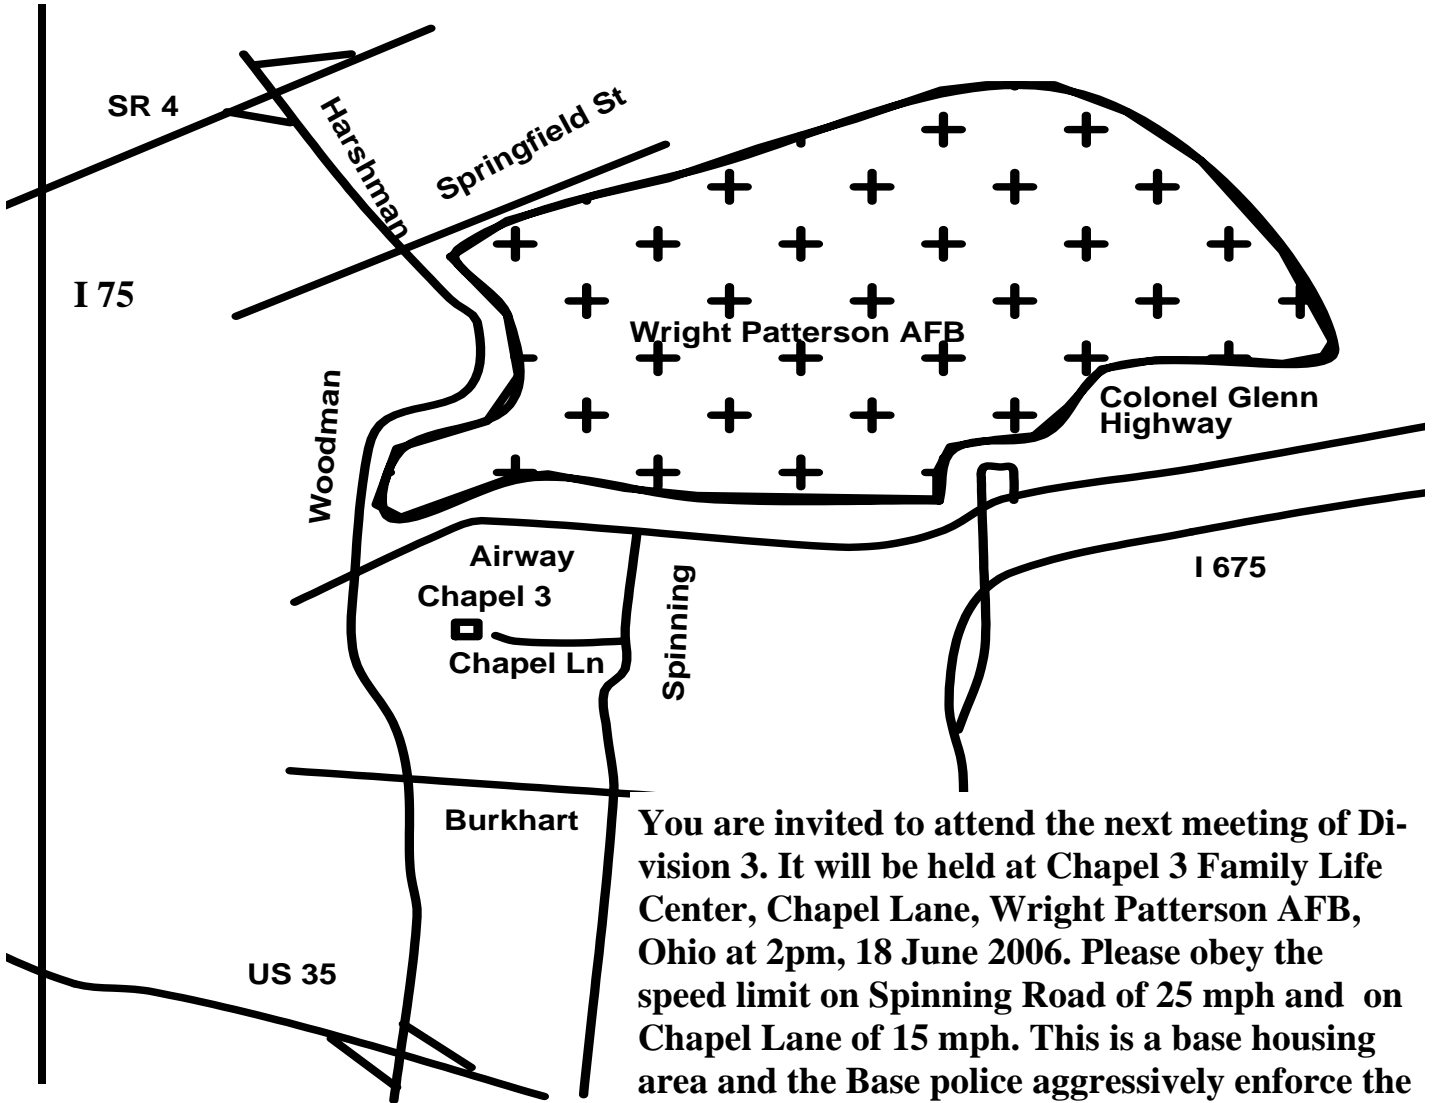 SR 4
Harshman
Springfield St
I 75
Wright Patterson AFB
Woodman
Colonel Glenn
Highway
Airway
I 675
Chapel 3
Spinning
Chapel Ln
Burkhart
You are invited to attend the next meeting of Di-
vision 3. It will be held at Chapel 3 Family Life
Center, Chapel Lane, Wright Patterson AFB,
Ohio at 2pm, 18 June 2006. Please obey the
speed limit on Spinning Road of 25 mph and  on
Chapel Lane of 15 mph. This is a base housing
area and the Base police aggressively enforce the
US 35